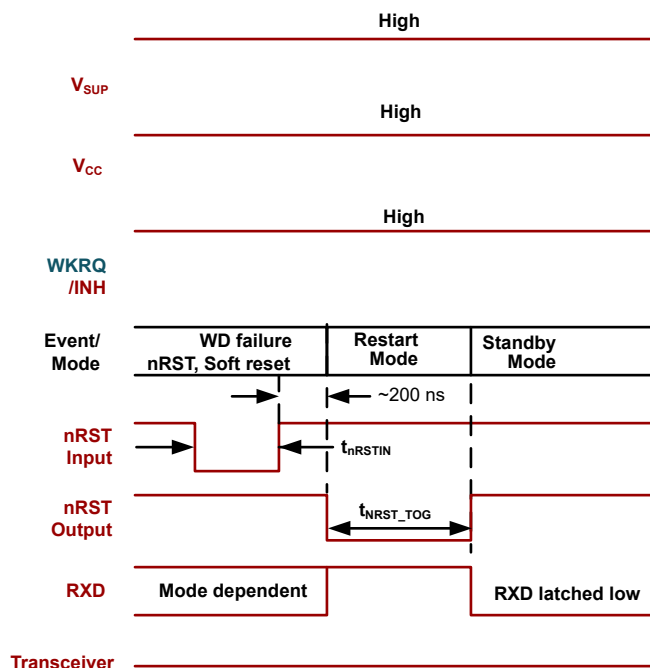 High
VSUP
High
VCC
High
WKRQ
/INH
Event/
Mode
WD failure
nRST, Soft reset
Restart
Mode
Standby
Mode
~200 ns
nRST
Input
tnRSTIN
nRST
Output
tNRST_TOG
RXD
Mode dependent
RXD latched low
Transceiver